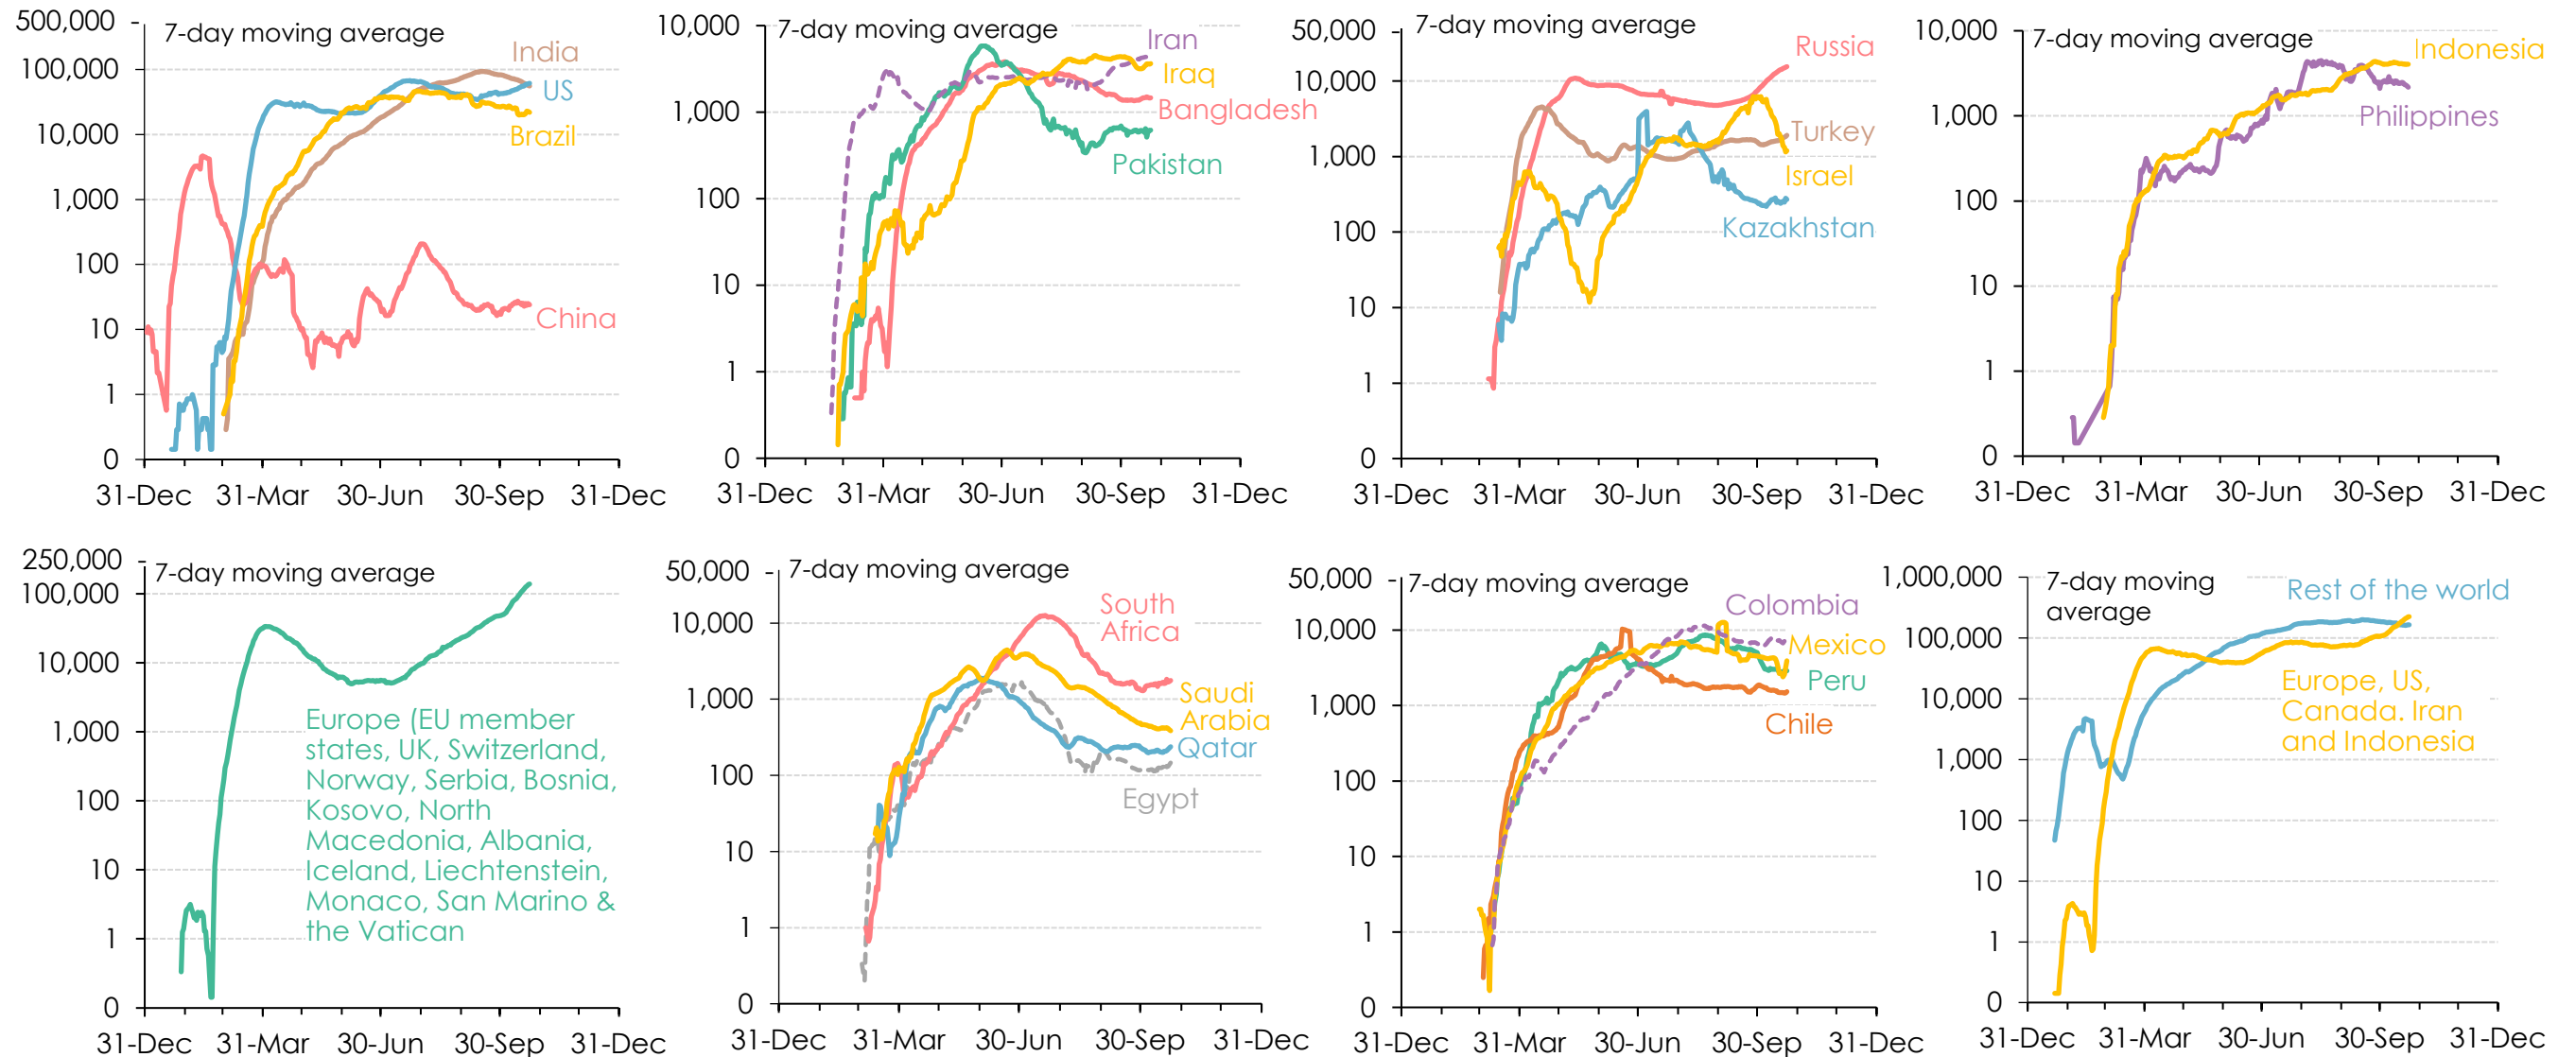 500,000
100,000
10,000
1,000
100
10
1
0
7-day moving average
India
US
Brazil
China
31-Dec 31-Mar 30-Jun 30-Sep 31-Dec
10,000
1,000
100
10
1
0
7-day moving average
Iran
Iraq
Bangladesh
Pakistan
31-Dec 31-Mar 30-Jun 30-Sep 31-Dec
50,000
10,000
1,000
100
10
1
0
7-day moving average
Russia
Turkey
Israel
Kazakhstan
31-Dec 31-Mar 30-Jun 30-Sep 31-Dec
10,000
1,000
100
10
1
0
7-day moving average
Indonesia
Philippines
31-Dec 31-Mar 30-Jun 30-Sep 31-Dec
250,000
100,000
10,000
1,000
100
10
1
0
7-day moving average
Europe (EU member
states, UK, Switzerland,
Norway, Serbia, Bosnia,
Kosovo, North
Macedonia, Albania,
Iceland, Liechtenstein,
Monaco, San Marino &
the Vatican
31-Dec 31-Mar 30-Jun 30-Sep 31-Dec
50,000
10,000
1,000
100
10
1
0
7-day moving average
South
Africa
Saudi
Arabia
Qatar
Egypt
31-Dec 31-Mar 30-Jun 30-Sep 31-Dec
50,000
10,000
1,000
100
10
1
0
7-day moving average
Colombia
Mexico
Peru
Chile
31-Dec 31-Mar 30-Jun 30-Sep 31-Dec
1,000,000
100,000
10,000
1,000
100
10
1
0
7-day moving
average
Rest of the world
Europe, US,
Canada. Iran
and Indonesia
31-Dec 31-Mar 30-Jun 30-Sep 31-Dec